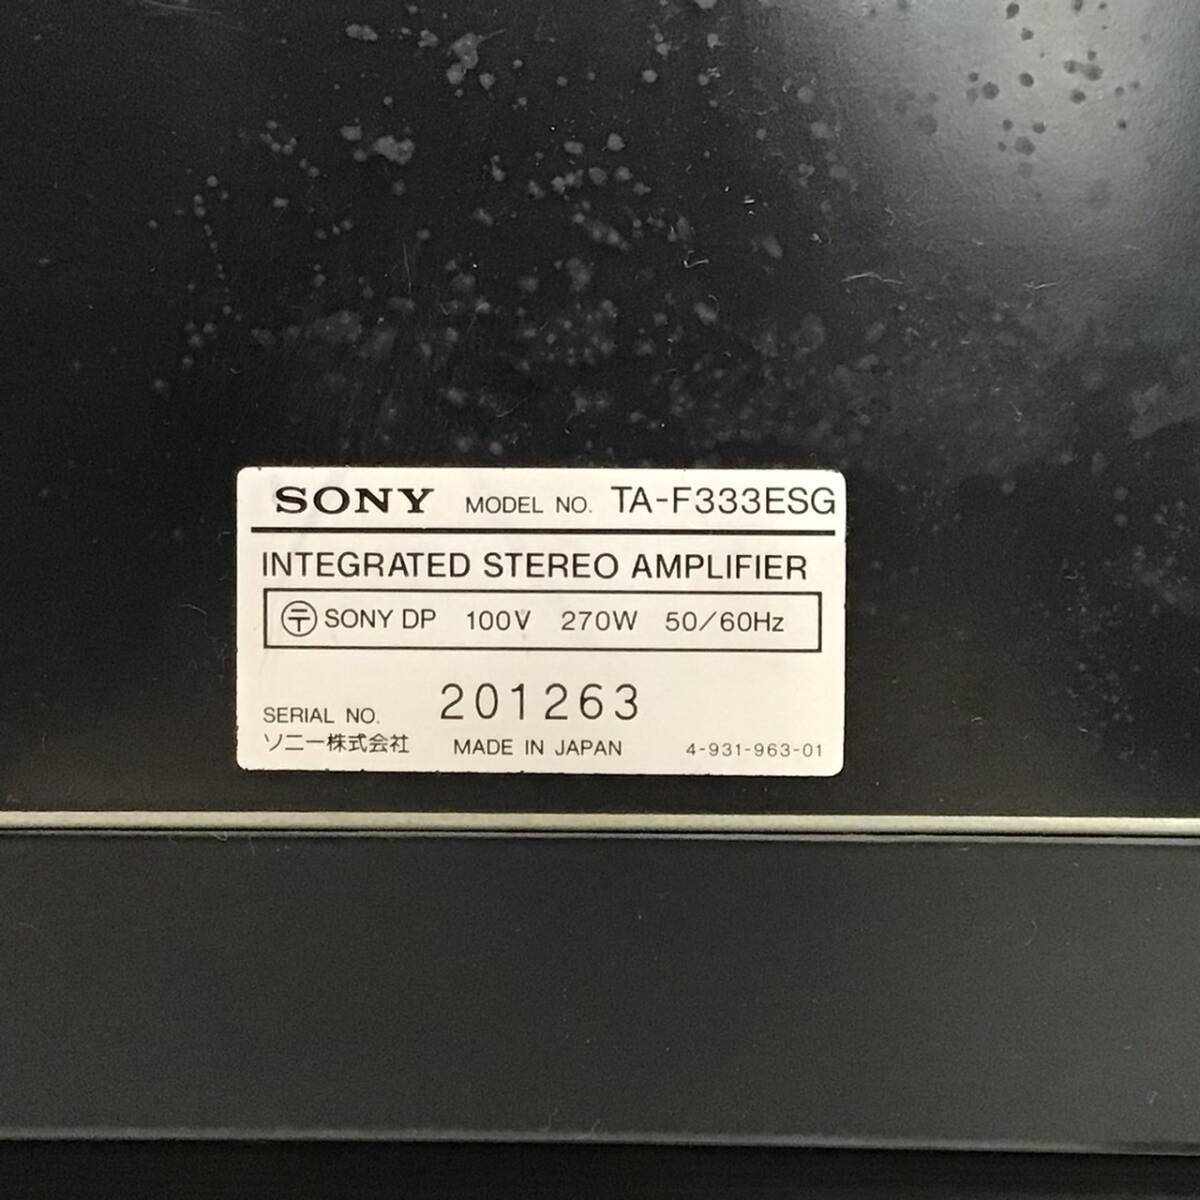 SONY MODEL NO. TA-F333ESG
INTEGRATED STEREO AMPLIFIER
〒 SONY DP 100V 270W 50/60Hz
SERIAL NO. 201263
ソニー株式会社 MADE IN JAPAN 4-931-963-01